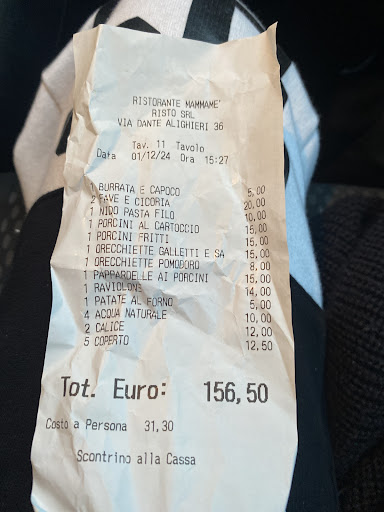 RISTORANTE MAMMAME'
RISTO SRL
VIA DANTE ALIGHIERI 36
Tav. 11 Tavolo
Data 01/12/24 Ora 15:27
1 BURRATA E CAPOCO 5,00
2 FAVE E CICORIA 20,00
1 NIDO PASTA FILO 10,00
1 PORCINI AL CARTOCCIO 15,00
1 PORCINI FRITTI 15,00
1 ORECCHIETTE GALLETTI E SA 15,00
1 ORECCHIETTE POMODORO 8,00
1 PAPPARDELLE AI PORCINI 15,00
1 RAVIOLONE 14,00
1 PATATE AL FORNO 5,00
4 ACQUA NATURALE 10,00
2 CALICE 12,00
5 COPERTO 12,50
Tot. Euro: 156,50
Costo a Persona 31,30
Scontrino alla Cassa